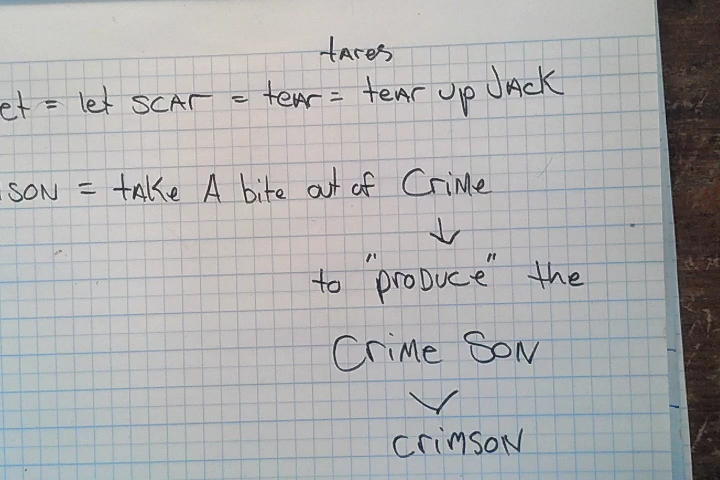 tares
et = let SCAr = teAr = teAr up JAck
SON = tAKe A bite out of CriMe
↓
to "proDuce" the
CriMe SON
crimsoN